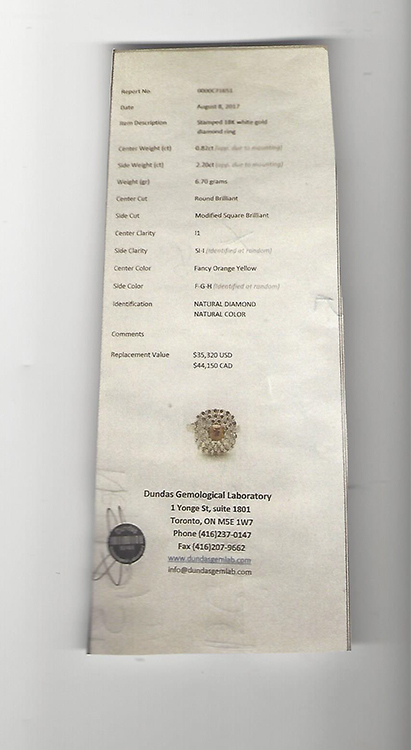 Report No.
Date August 8, 2017
Item Description Stamped 18K white gold
diamond ring
Center Weight (ct) 0.82ct (app. due to mounting)
Side Weight (ct) 2.20ct (app. due to mounting)
Weight (gr) 6.70 grams
Center Cut Round Brilliant
Side Cut Modified Square Brilliant
Center Clarity I1
Side Clarity SI-I (Identified at random)
Center Color Fancy Orange Yellow
Side Color F-G-H (Identified at random)
Identification NATURAL DIAMOND
NATURAL COLOR
Comments
Replacement Value $35,320 USD
$44,150 CAD
Dundas Gemological Laboratory
1 Yonge St, suite 1801
Toronto, ON M5E 1W7
Phone (416)237-0147
Fax (416)207-9662
www.dundasgemlab.com
info@dundasgemlab.com